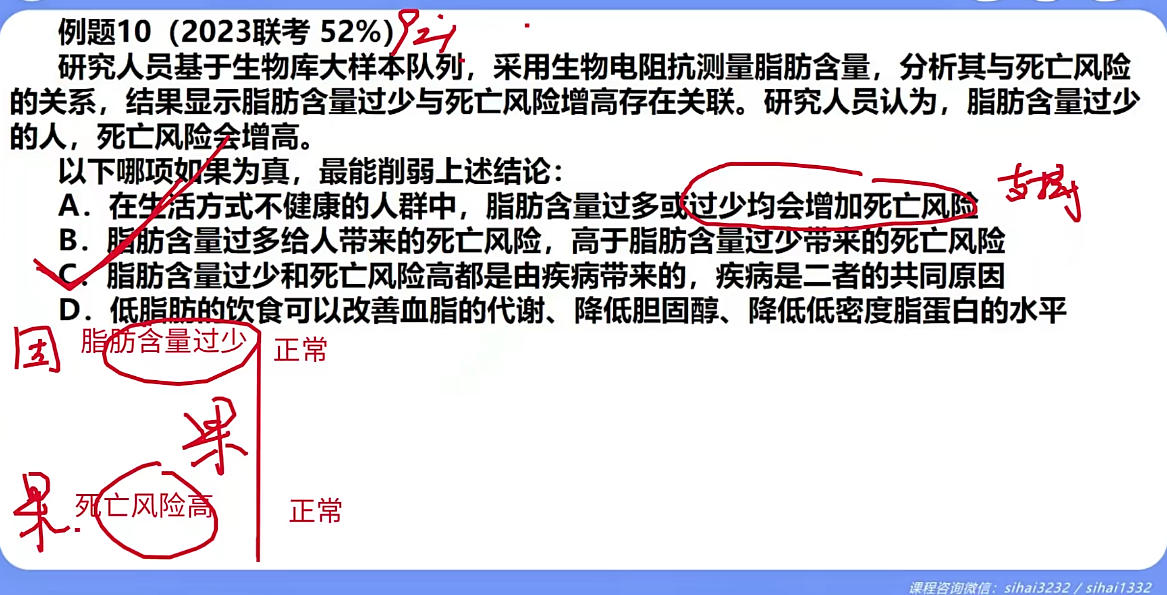 例题10（2023联考 52%）
研究人员基于生物库大样本队列，采用生物电阻抗测量脂肪含量，分析其与死亡风险
的关系，结果显示脂肪含量过少与死亡风险增高存在关联。研究人员认为，脂肪含量过少
的人，死亡风险会增高。
以下哪项如果为真，最能削弱上述结论：
A．在生活方式不健康的人群中，脂肪含量过多或过少均会增加死亡风险
B．脂肪含量过多给人带来的死亡风险，高于脂肪含量过少带来的死亡风险
C．脂肪含量过少和死亡风险高都是由疾病带来的，疾病是二者的共同原因
D．低脂肪的饮食可以改善血脂的代谢、降低胆固醇、降低低密度脂蛋白的水平
因 脂肪含量过少 正常
果
果 死亡风险高 正常
课程咨询微信：sihai3232 / sihai1332